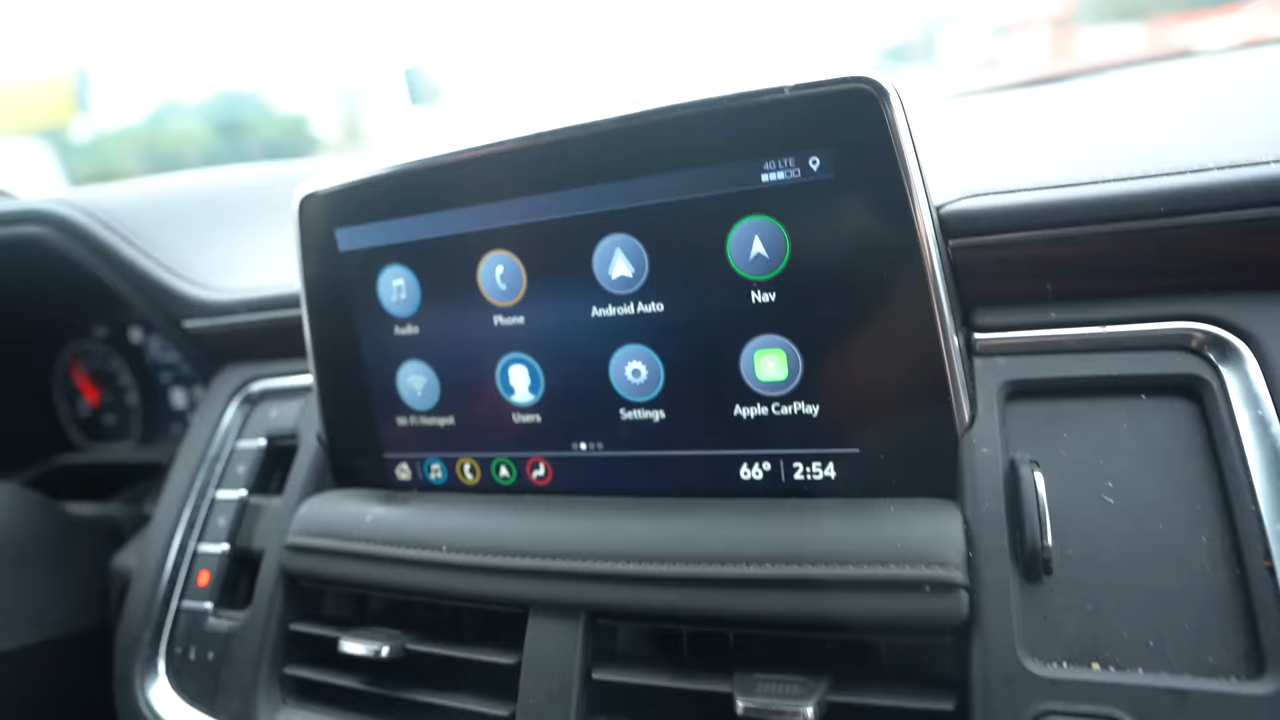 4G LTE
Audio
Phone
Android Auto
Nav
Wi-Fi Hotspot
Users
Settings
Apple CarPlay
66° 2:54